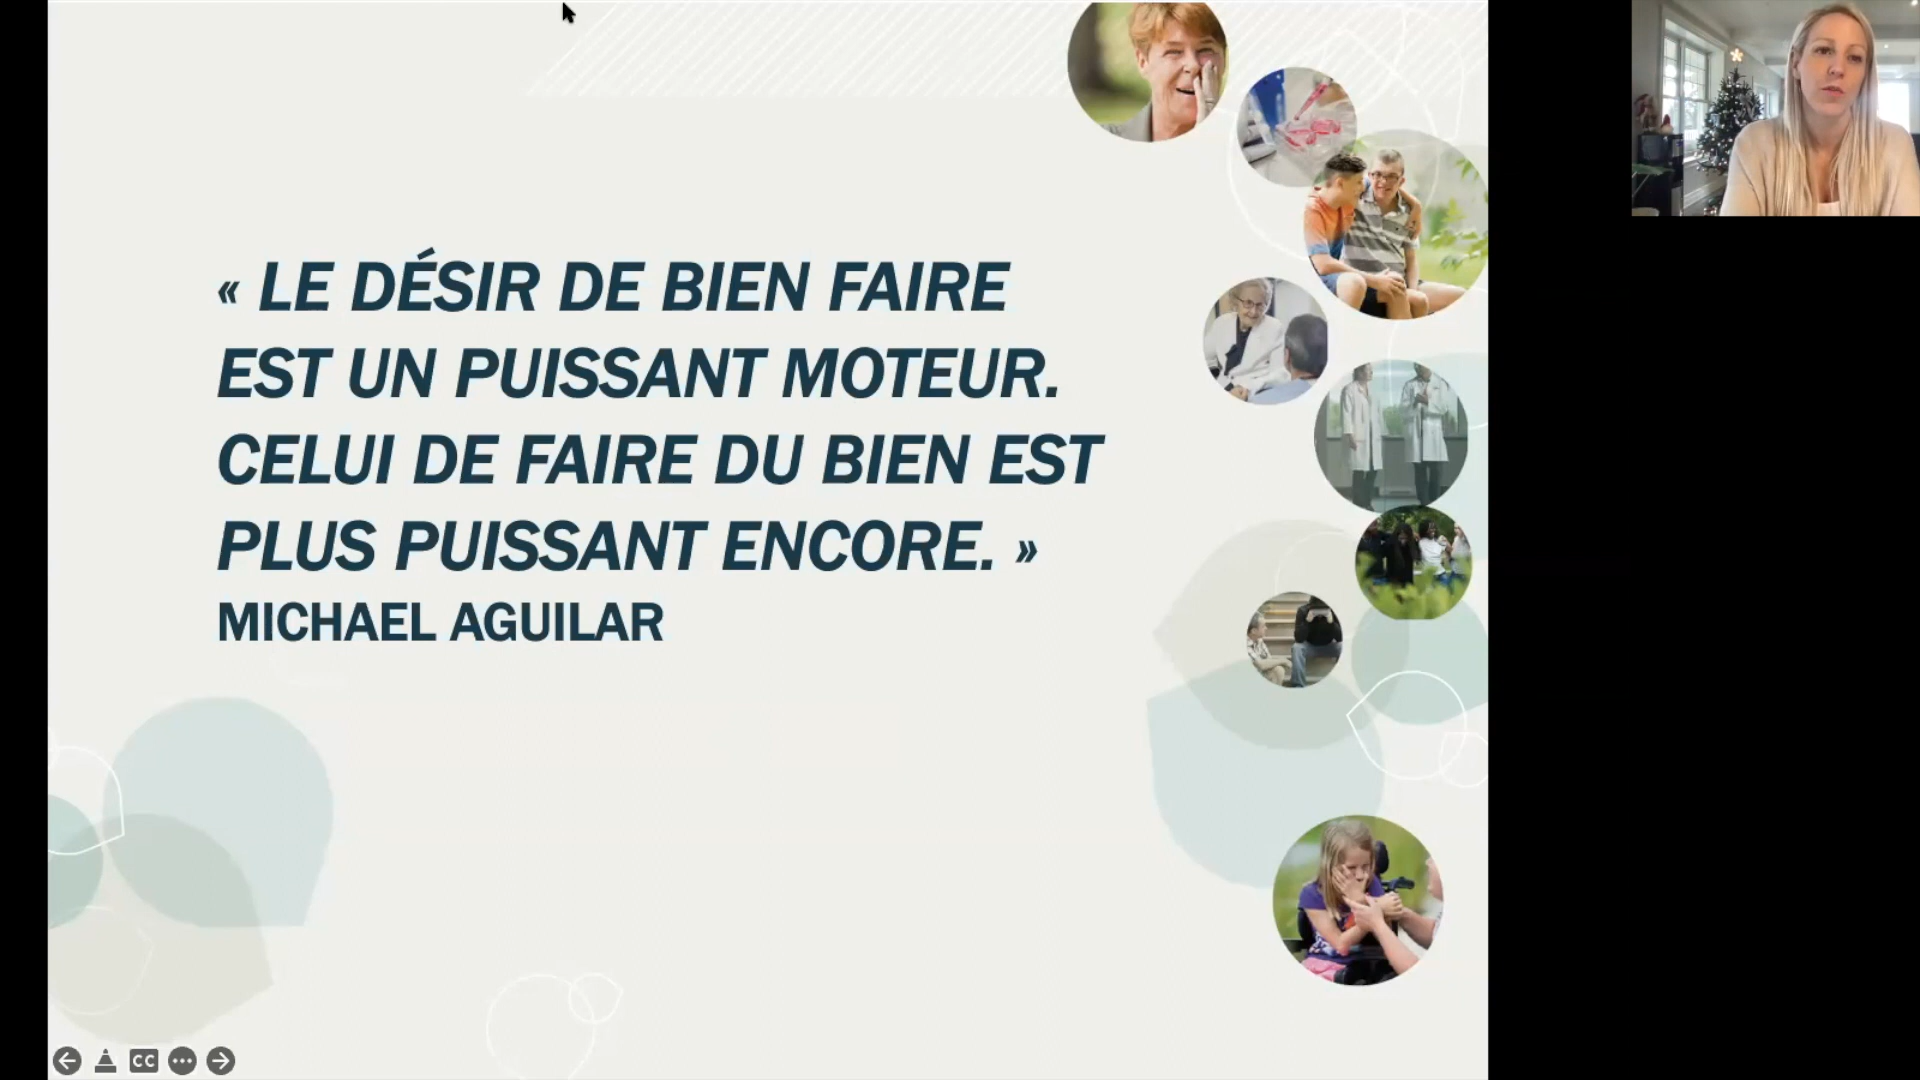 « LE DÉSIR DE BIEN FAIRE
EST UN PUISSANT MOTEUR.
CELUI DE FAIRE DU BIEN EST
PLUS PUISSANT ENCORE. »
MICHAEL AGUILAR
CC